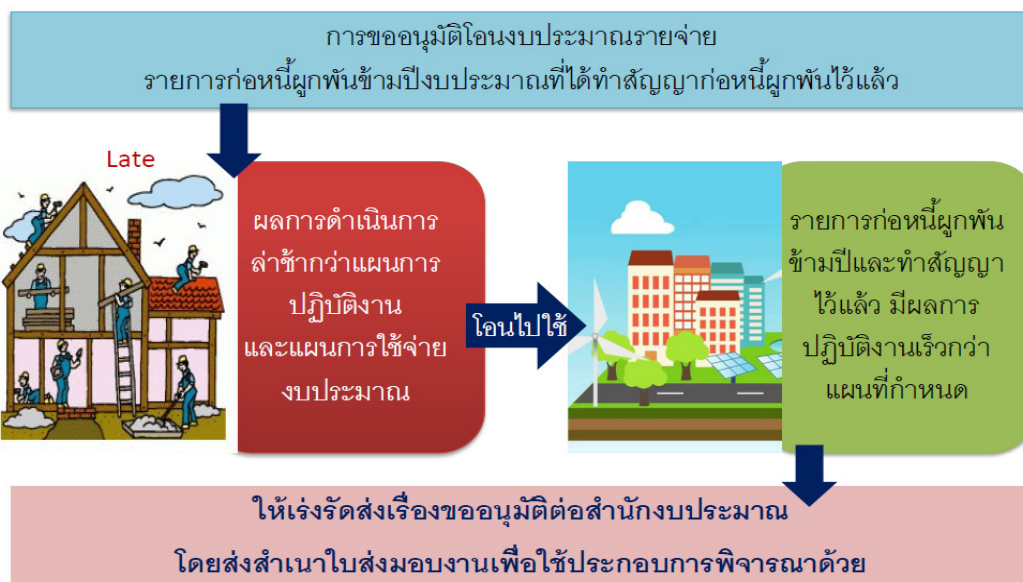 การขออนุมัติโอนงบประมาณรายจ่าย
รายการก่อหนี้ผูกพันข้ามปีงบประมาณที่ได้ทำสัญญาก่อหนี้ผูกพันไว้แล้ว
Late
ผลการดำเนินการ
ล่าช้ากว่าแผนการ
ปฏิบัติงาน
และแผนการใช้จ่าย
งบประมาณ
โอนไปใช้
รายการก่อหนี้ผูกพัน
ข้ามปีและทำสัญญา
ไว้แล้ว มีผลการ
ปฏิบัติงานเร็วกว่า
แผนที่กำหนด
ให้เร่งรัดส่งเรื่องขออนุมัติต่อสำนักงบประมาณ
โดยส่งสำเนาใบส่งมอบงานเพื่อใช้ประกอบการพิจารณาด้วย